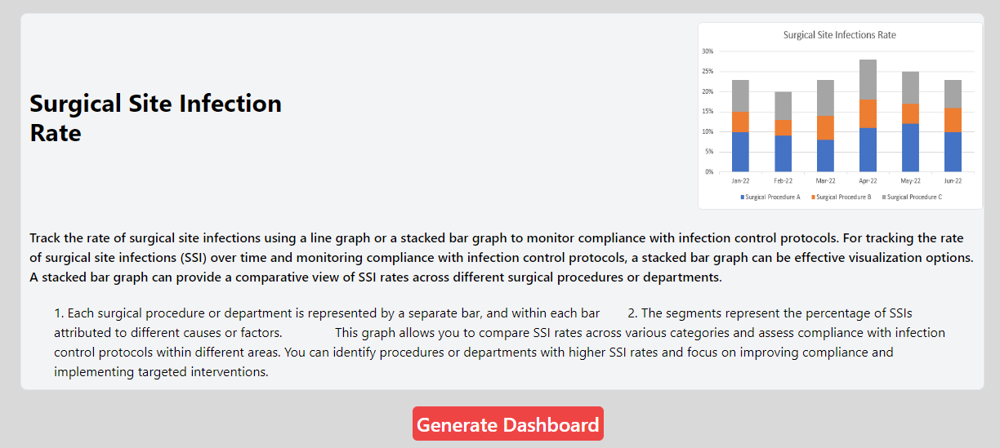 Surgical Site Infection
Rate
Surgical Site Infections Rate
30%
25%
20%
15%
10%
5%
0%
Jan-22 Feb-22 Mar-22 Apr-22 May-22 Jun-22
Surgical Procedure A Surgical Procedure B Surgical Procedure C
Track the rate of surgical site infections using a line graph or a stacked bar graph to monitor compliance with infection control protocols. For tracking the rate
of surgical site infections (SSI) over time and monitoring compliance with infection control protocols, a stacked bar graph can be effective visualization options.
A stacked bar graph can provide a comparative view of SSI rates across different surgical procedures or departments.
1. Each surgical procedure or department is represented by a separate bar, and within each bar 2. The segments represent the percentage of SSIs
attributed to different causes or factors. This graph allows you to compare SSI rates across various categories and assess compliance with infection
control protocols within different areas. You can identify procedures or departments with higher SSI rates and focus on improving compliance and
implementing targeted interventions.
Generate Dashboard